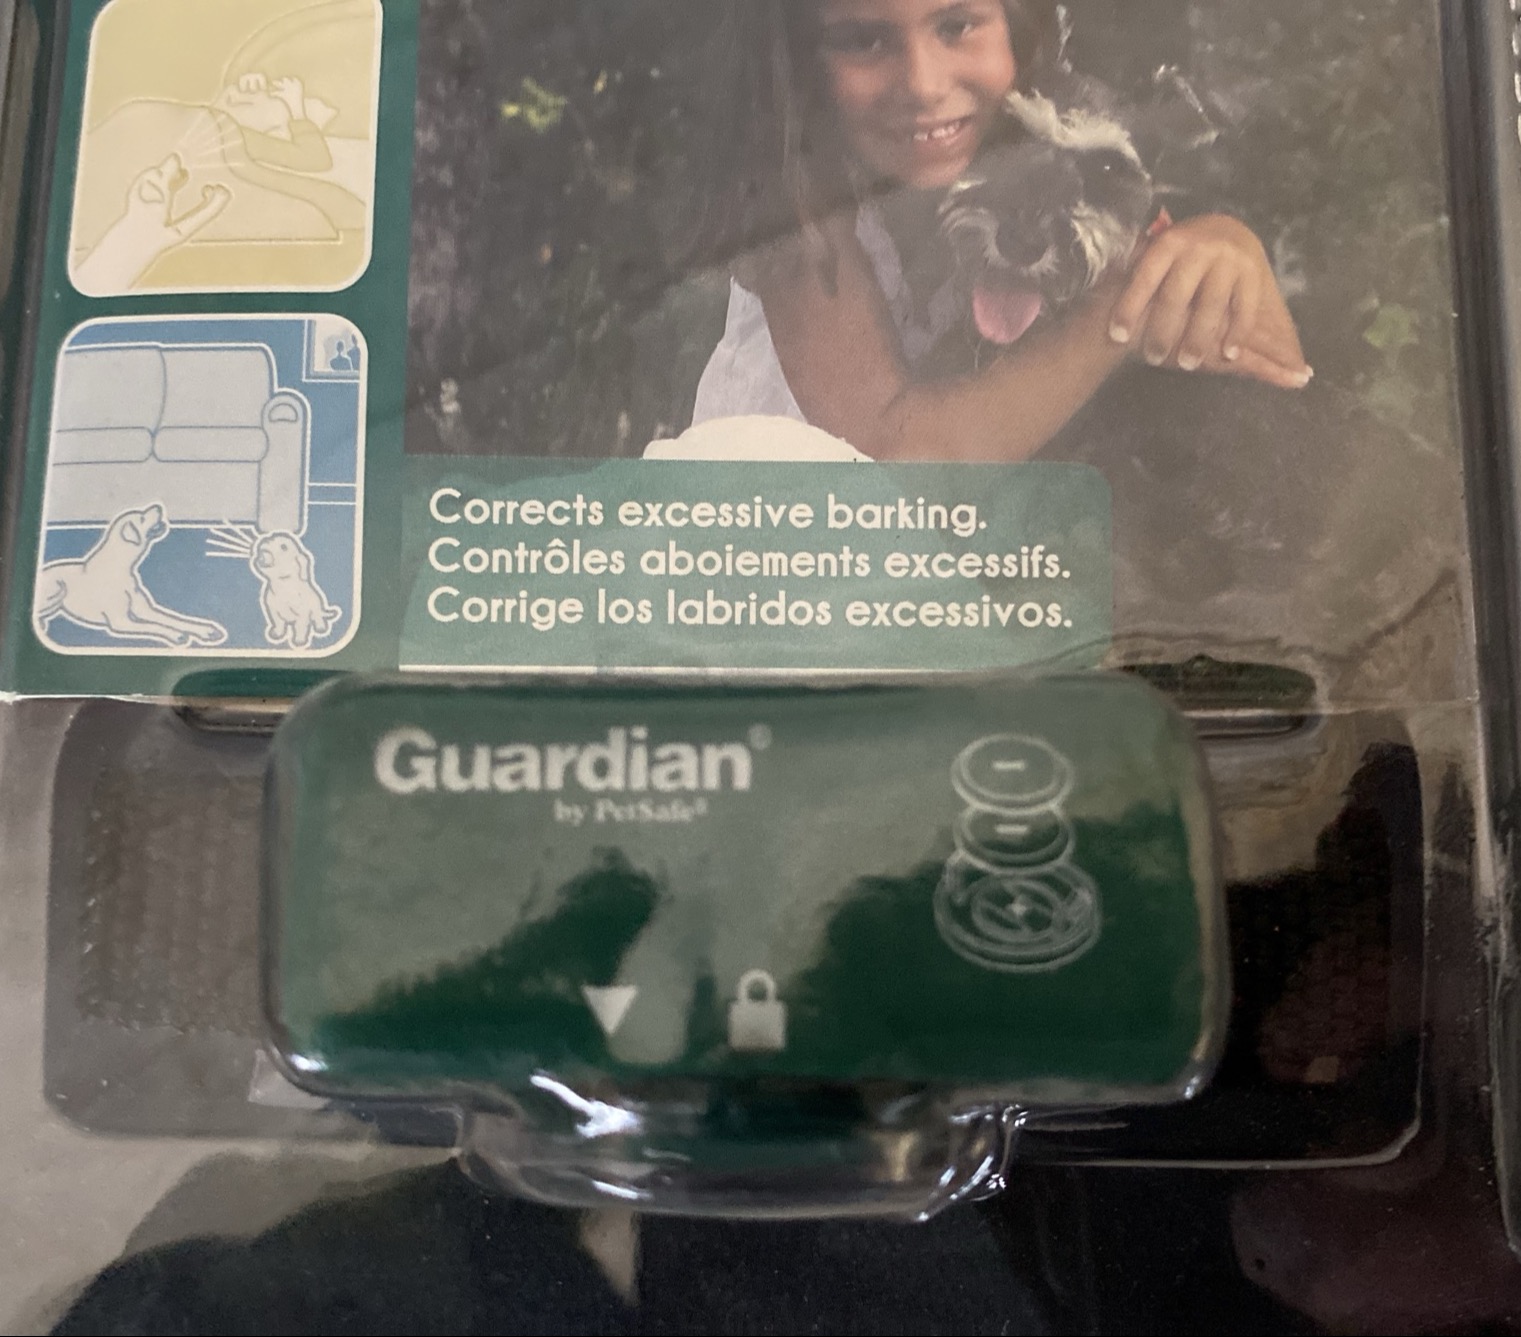 Corrects excessive barking.
Contrôles aboiements excessifs.
Corrige los labridos excessivos.
Guardian®
by PetSafe®